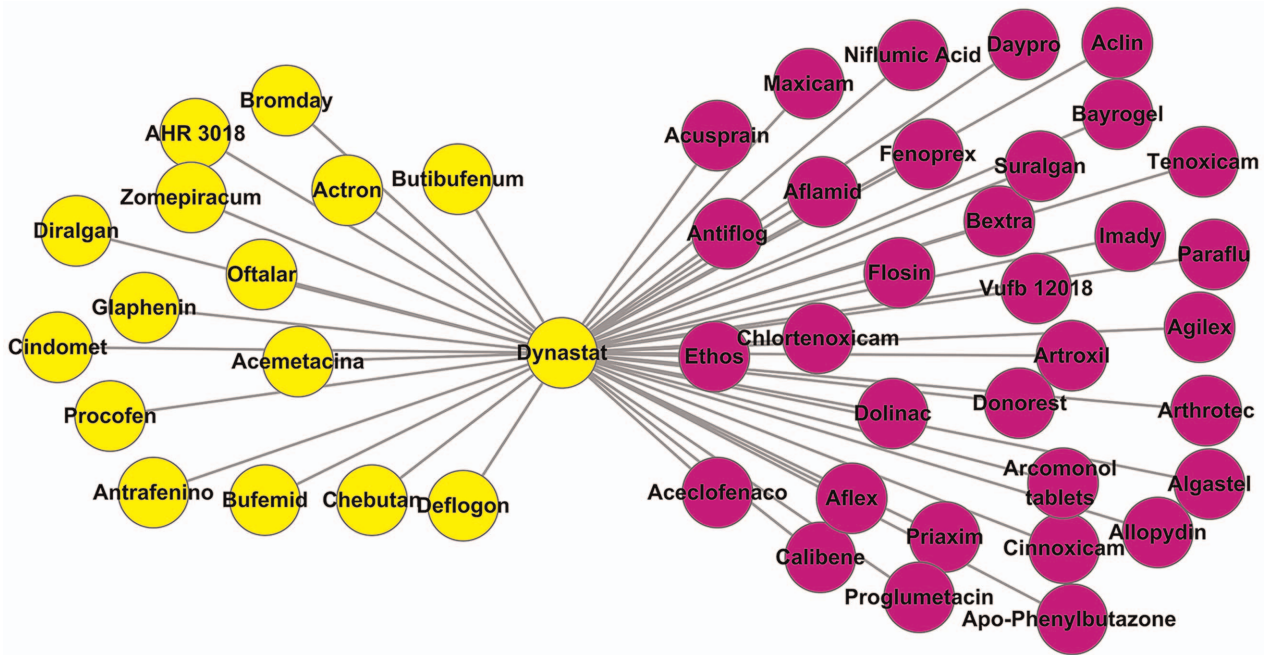 Bromday
AHR 3018
Zomepiracum
Actron
Butibufenum
Diralgan
Oftalar
Glaphenin
Cindomet
Acemetacina
Procofen
Antrafenino
Bufemid
Chebutan
Deflogon
Dynastat
Niflumic Acid
Daypro
Aclin
Maxicam
Acusprain
Bayrogel
Fenoprex
Suralgan
Tenoxicam
Aflamid
Antiflog
Bextra
Imady
Paraflu
Flosin
Vufb 12018
Chlortenoxicam
Agilex
Ethos
Artroxil
Dolinac
Donorest
Arthrotec
Aceclofenaco
Aflex
Arcomonol
tablets
Algastel
Calibene
Priaxim
Cinnoxicam
Allopydin
Proglumetacin
Apo-Phenylbutazone